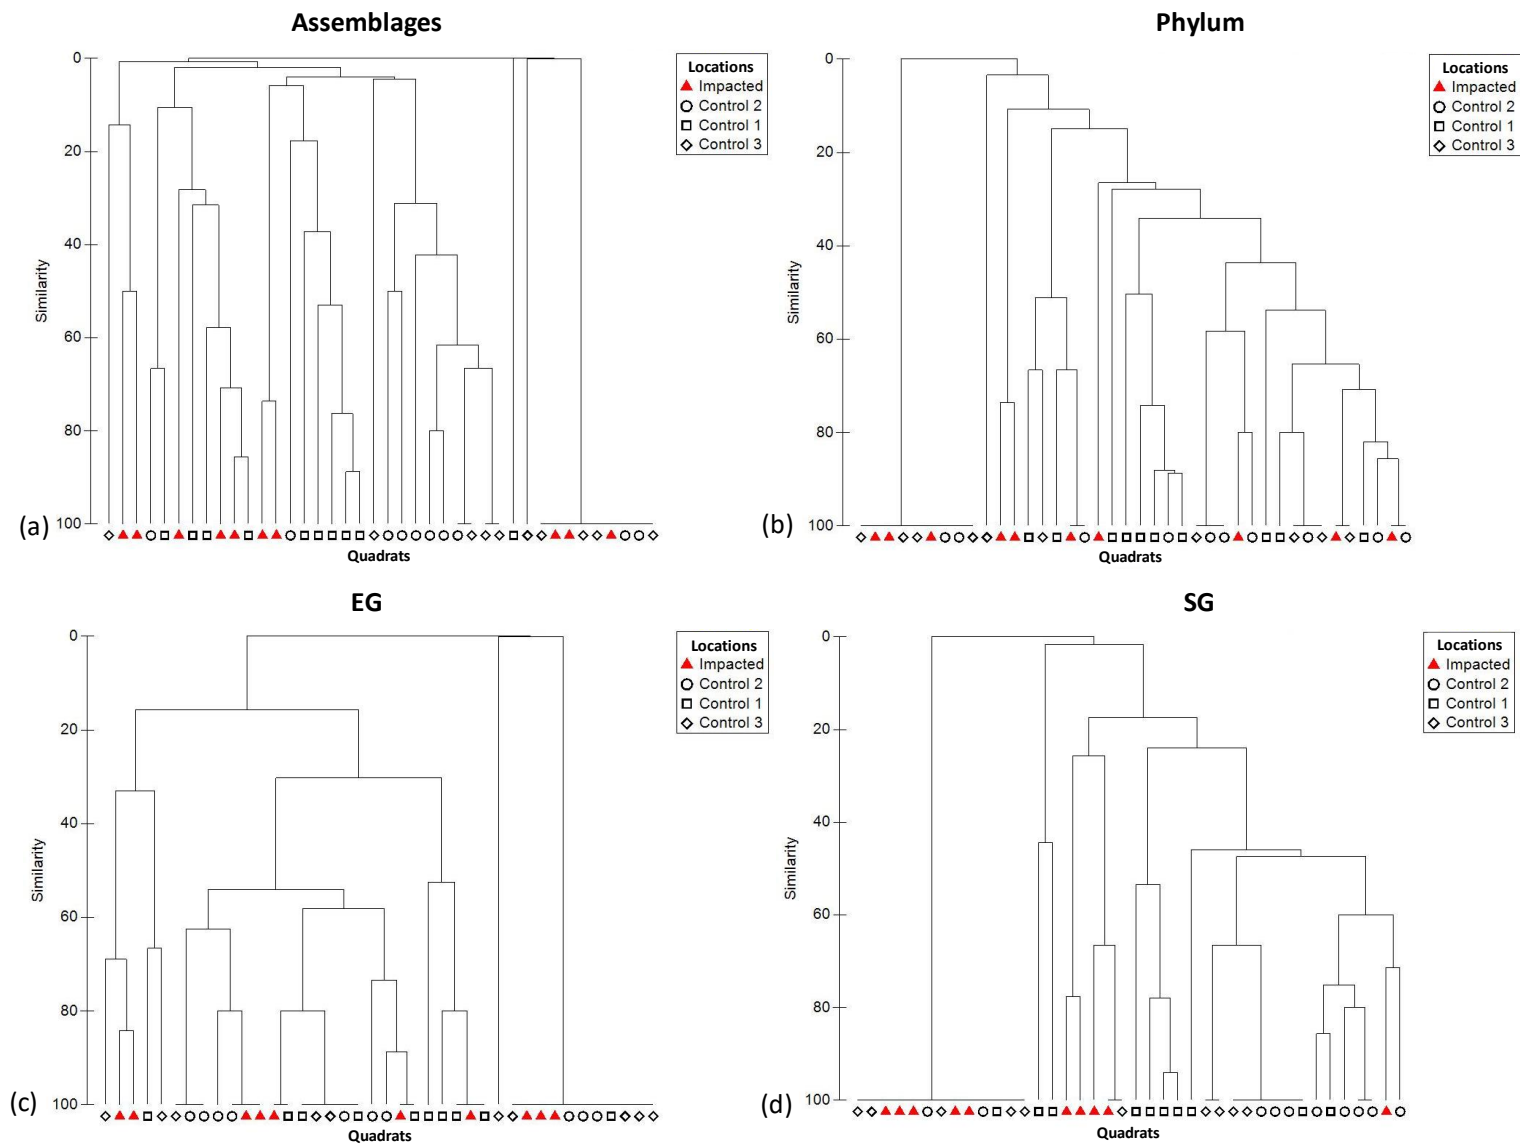 Assemblages
0
20
40
60
80
100
Similarity
Locations
Impacted
Control 2
Control 1
Control 3
(a)
Quadrats
Phylum
0
20
40
60
80
100
Similarity
Locations
Impacted
Control 2
Control 1
Control 3
(b)
Quadrats
EG
0
20
40
60
80
100
Similarity
Locations
Impacted
Control 2
Control 1
Control 3
(c)
Quadrats
SG
0
20
40
60
80
100
Similarity
Locations
Impacted
Control 2
Control 1
Control 3
(d)
Quadrats